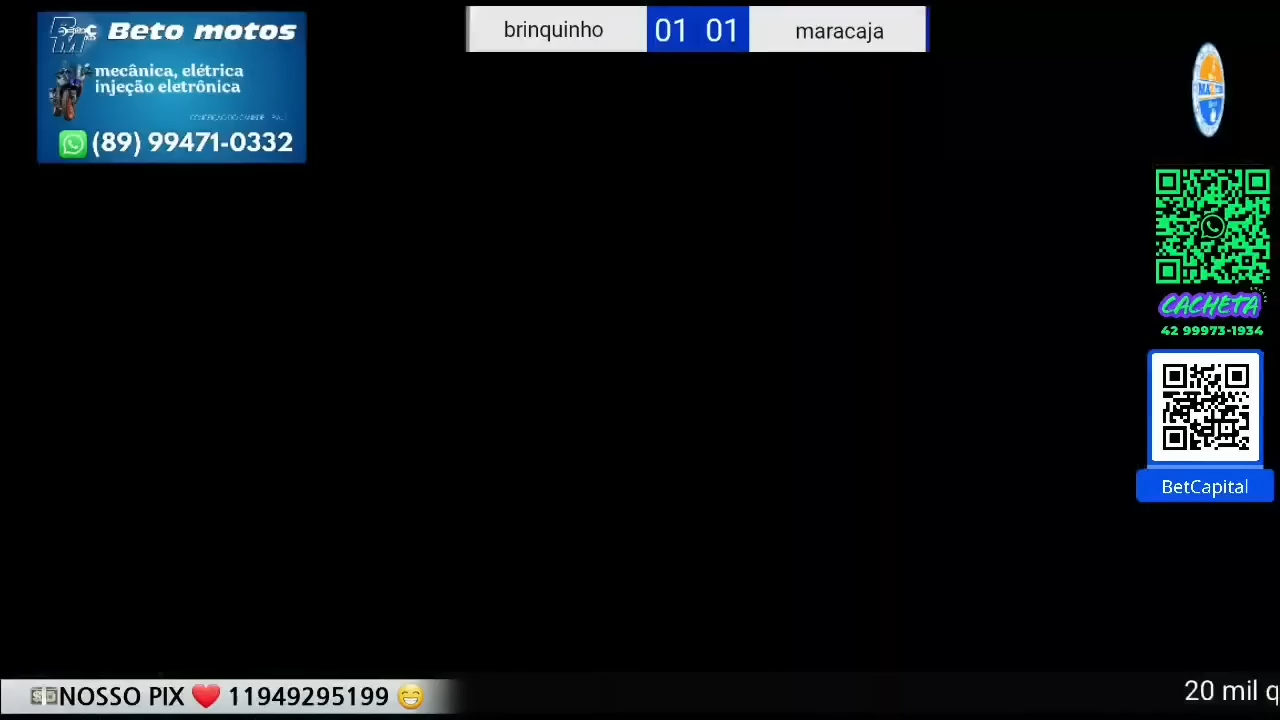 Beto motos
mecânica, elétrica
injeção eletrônica
(89) 99471-0332
brinquinho 01 01 maracaja
CACHETA
42 99973-1934
BetCapital
NOSSO PIX ❤️ 11949295199 😁
20 mil q